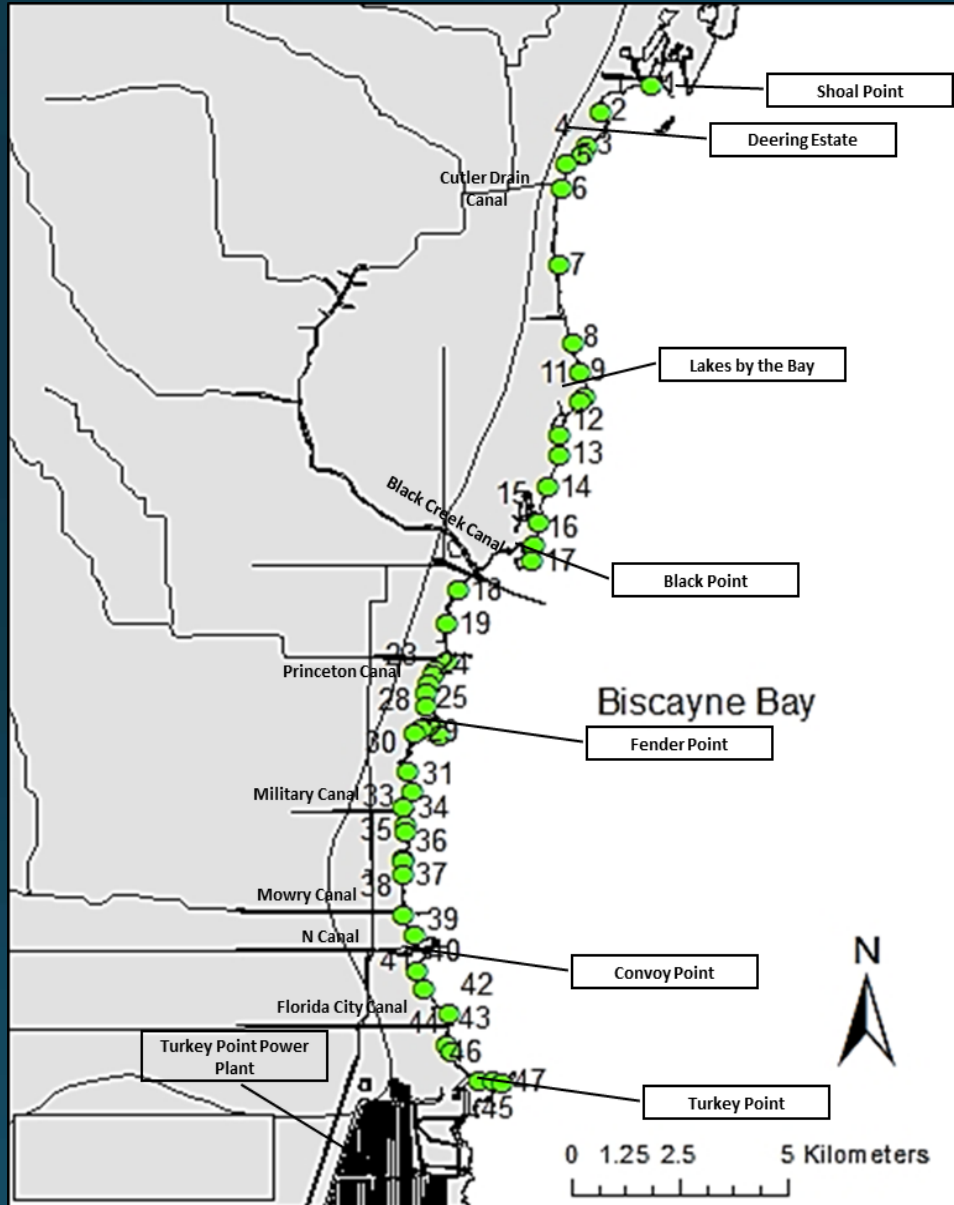 1
Shoal Point
2
4
Deering Estate
3
5
Cutler Drain
Canal
6
7
8
Lakes by the Bay
11
9
12
13
14
15
Black Creek Canal
16
17
Black Point
18
19
23
24
Princeton Canal
28
25
Biscayne Bay
29
30
Fender Point
31
Military Canal
33
34
35
36
37
38
Mowry Canal
39
N Canal
40
4
Convoy Point
42
Florida City Canal
43
44
Turkey Point Power
Plant
46
47
45
Turkey Point
N
0 1.25 2.5 5 Kilometers